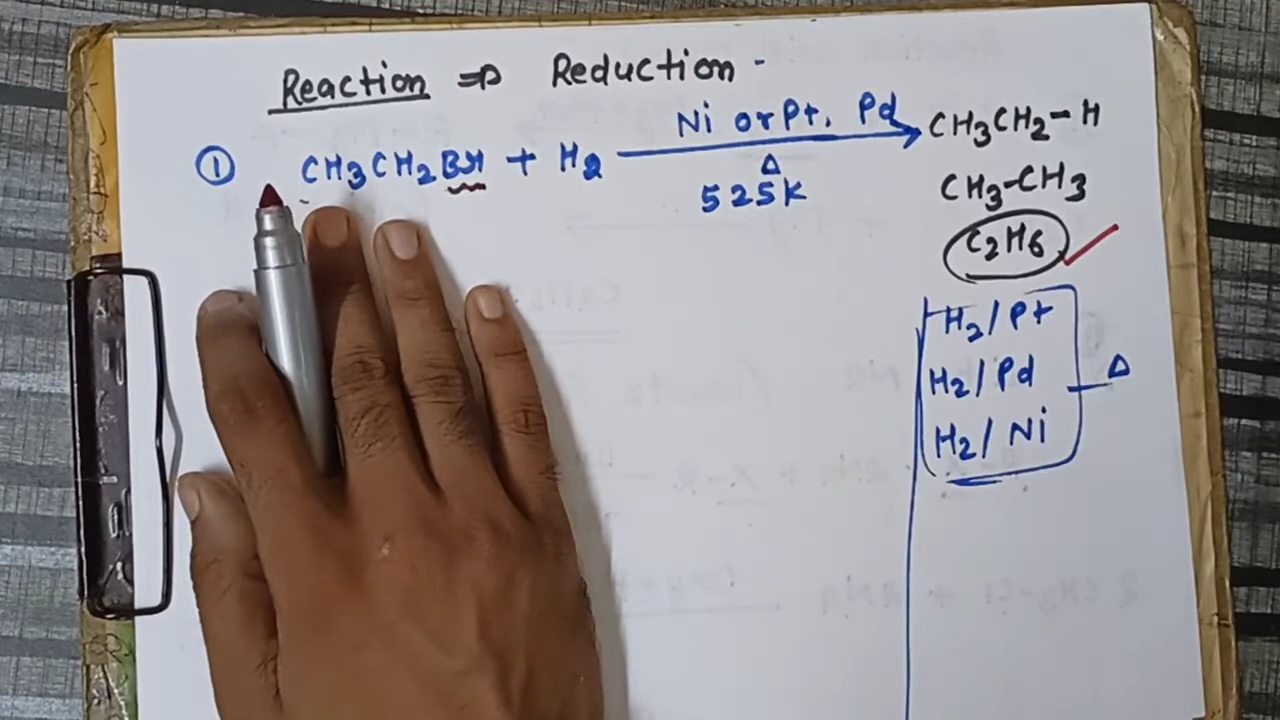 Reaction ⇒ Reduction -
Ni or Pt, Pd
① CH3CH2Br + H2 → CH3CH2-H
Δ
525K
CH3-CH3
C2H6 ✓
H2/Pt
H2/Pd
Δ
H2/Ni